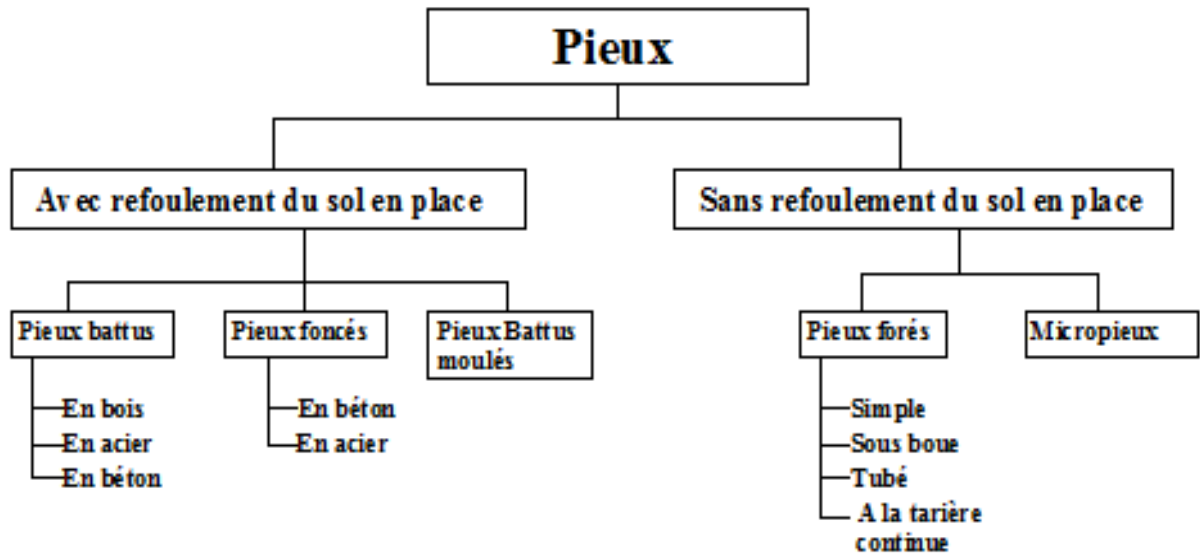 Pieux
Avec refoulement du sol en place
Sans refoulement du sol en place
Pieux battus
Pieux foncés
Pieux Battus
moulés
Pieux forés
Micropieux
En bois
En acier
En béton
En béton
En acier
Simple
Sous boue
Tubé
A la tarière
continue